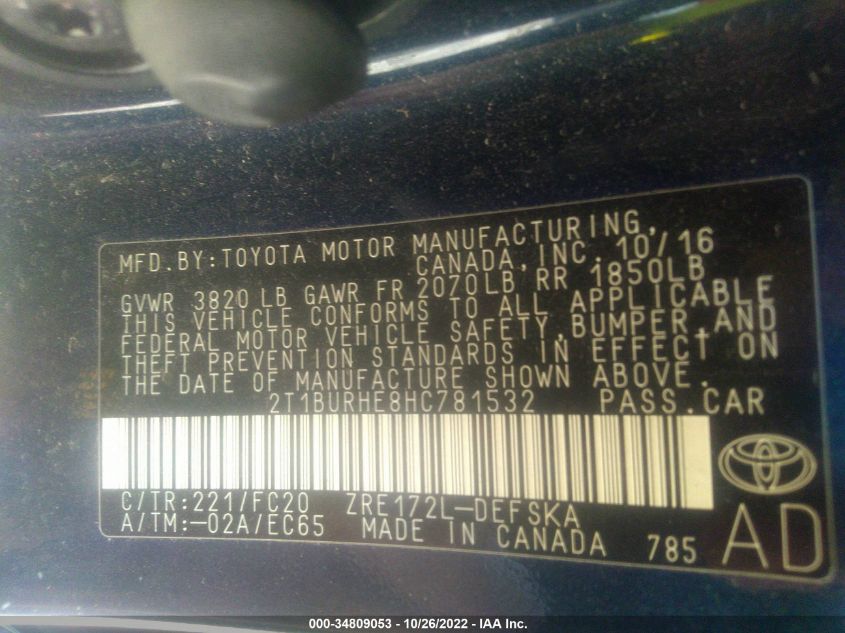 MFD.BY:TOYOTA MOTOR MANUFACTURING,
CANADA,INC. 10/16
GVWR 3820 LB GAWR FR 2070LB, RR 1850LB
THIS VEHICLE CONFORMS TO ALL APPLICABLE
FEDERAL MOTOR VEHICLE SAFETY,BUMPER,AND
THEFT PREVENTION STANDARDS IN EFFECT ON
THE DATE OF MANUFACTURE SHOWN ABOVE.
2T1BURHE8HC781532 PASS.CAR
C/TR:221/FC20 ZRE172L-DEFSKA
A/TM:-02A/EC65 MADE IN CANADA 785
AD
000-34809053 - 10/26/2022 - IAA Inc.